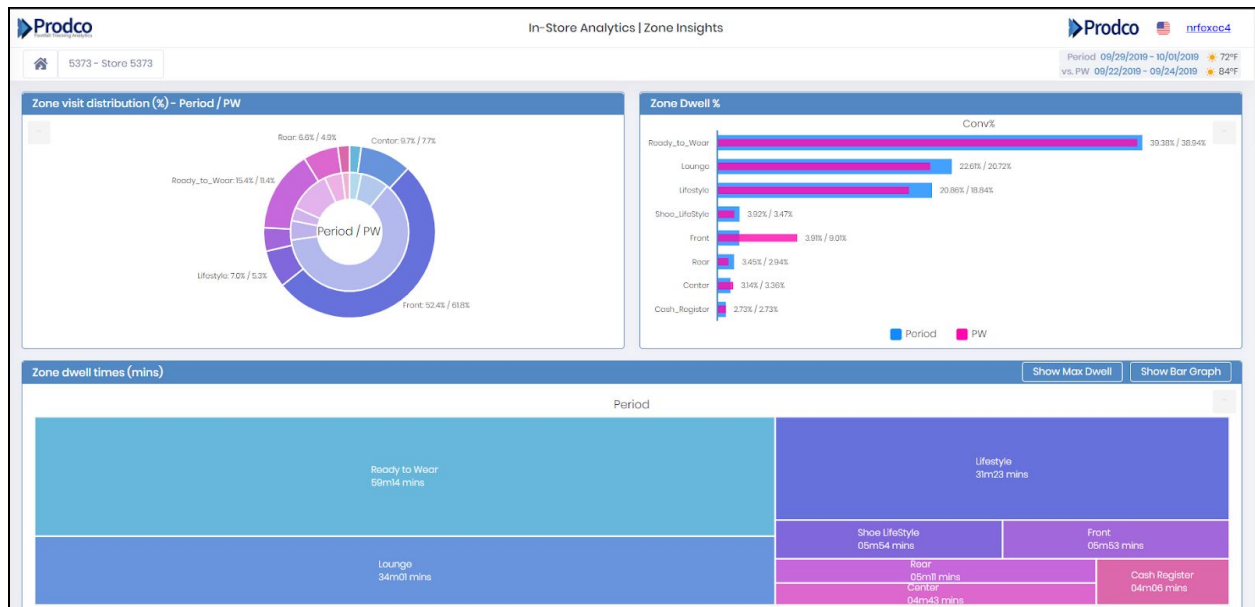 Prodco
In-Store Analytics | Zone Insights
Prodco
nrfexec4
5373 - Store 5373
Period 09/29/2019 - 10/01/2019 72°F
vs. PW 09/22/2019 - 09/24/2019 84°F
Zone visit distribution (%) - Period / PW
Rear: 6.6% / 4.9%
Center: 9.7% / 7.7%
Ready_to_Wear: 15.4% / 11.4%
Period / PW
Lifestyle: 7.0% / 5.3%
Front: 52.4% / 61.8%
Zone Dwell %
Conv%
Ready_to_Wear 39.38% / 38.94%
Lounge 22.61% / 20.72%
Lifestyle 20.86% / 18.84%
Shoe_LifeStyle 3.92% / 3.47%
Front 3.91% / 9.01%
Rear 3.45% / 2.94%
Center 3.14% / 3.36%
Cash_Register 2.73% / 2.73%
Period PW
Zone dwell times (mins)
Show Max Dwell Show Bar Graph
Period
Ready to Wear
59m14 mins
Lounge
34m01 mins
Lifestyle
31m23 mins
Shoe LifeStyle
05m54 mins
Front
05m53 mins
Rear
05m11 mins
Center
04m43 mins
Cash Register
04m06 mins